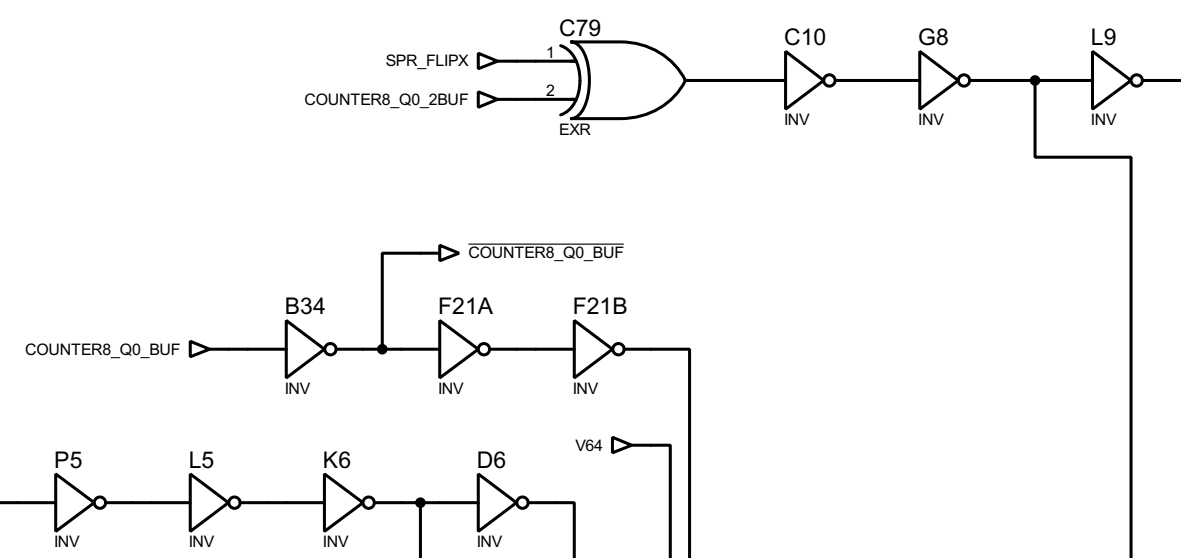 C79
C10
G8
L9
SPR_FLIPX
1
COUNTER8_Q0_2BUF
2
INV
INV
INV
EXR
COUNTER8_Q0_BUF
B34
F21A
F21B
COUNTER8_Q0_BUF
INV
INV
INV
V64
P5
L5
K6
D6
INV
INV
INV
INV